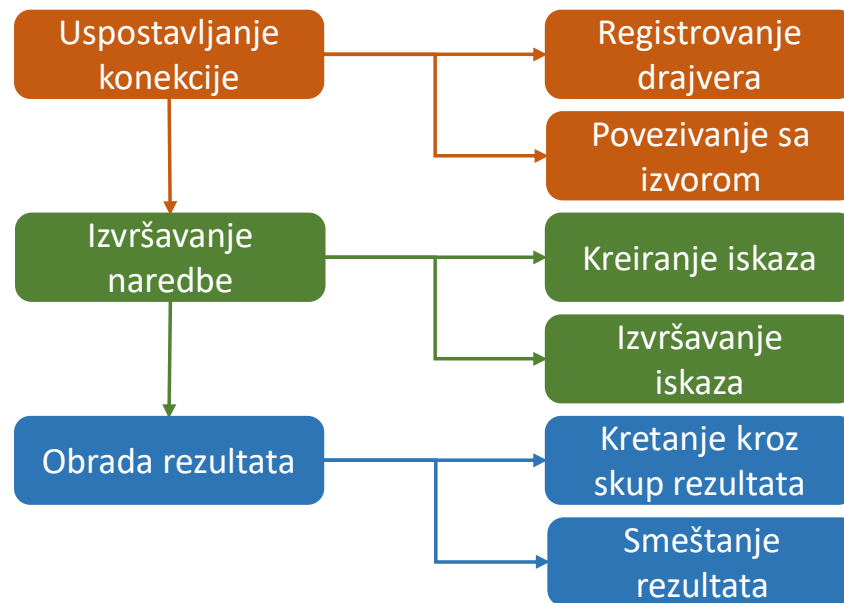 Uspostavljanje
konekcije
Registrovanje
drajvera
Povezivanje sa
izvorom
Izvršavanje
naredbe
Kreiranje iskaza
Izvršavanje
iskaza
Obrada rezultata
Kretanje kroz
skup rezultata
Smeštanje
rezultata